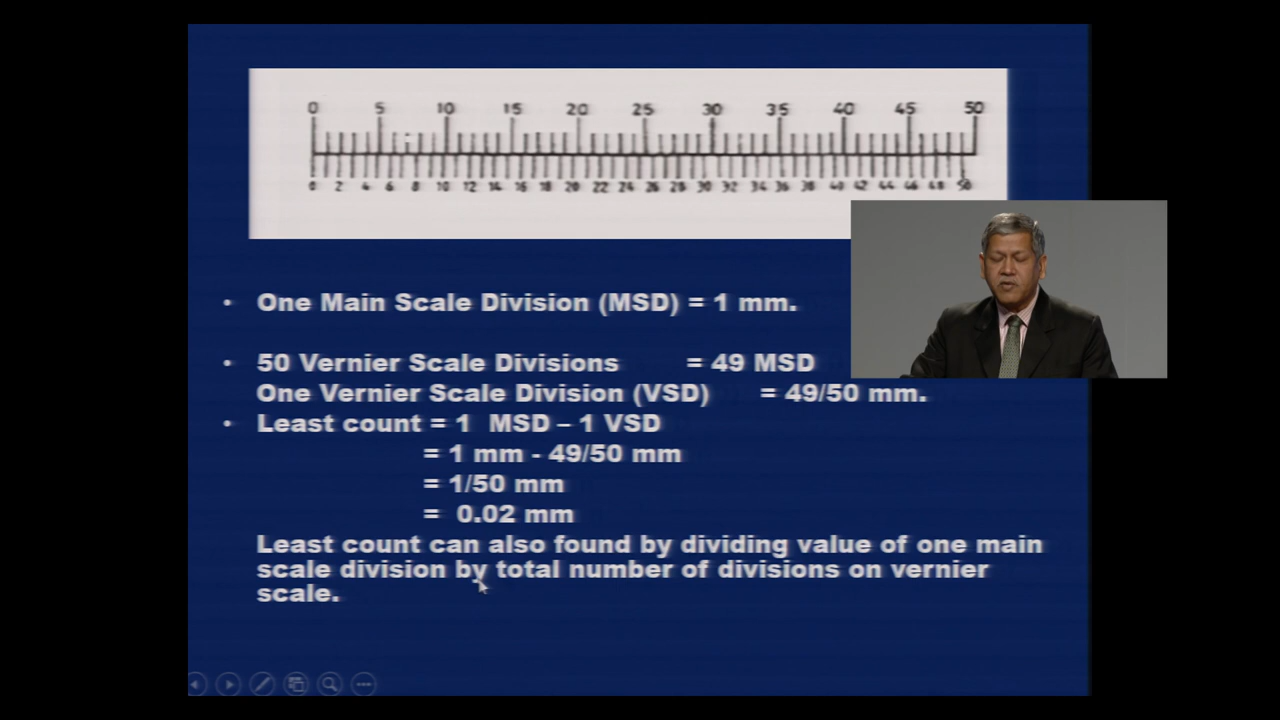 0 5 10 15 20 25 30 35 40 45 50
0 2 4 6 8 10 12 14 16 18 20 22 24 26 28 30 32 34 36 38 40 42 44 46 48 50
• One Main Scale Division (MSD) = 1 mm.
• 50 Vernier Scale Divisions = 49 MSD
One Vernier Scale Division (VSD) = 49/50 mm.
• Least count = 1 MSD – 1 VSD
= 1 mm - 49/50 mm
= 1/50 mm
= 0.02 mm
Least count can also found by dividing value of one main
scale division by total number of divisions on vernier
scale.